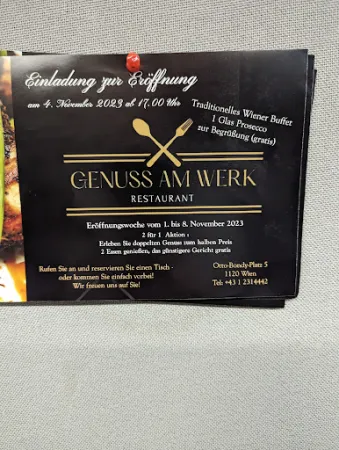 Einladung zur Eröffnung
am 4. November 2023 ab 17.00 Uhr
Traditionelles Wiener Buffet
1 Glas Prosecco
zur Begrüßung (gratis)
GENUSS AM WERK
RESTAURANT
Eröffnungswoche vom 1. bis 8. November 2023
2 für 1 Aktion :
Erleben Sie doppelten Genuss zum halben Preis
2 Essen genießen, das günstigere Gericht gratis
Rufen Sie an und reservieren Sie einen Tisch -
oder kommen Sie einfach vorbei!
Wir freuen uns auf Sie!
Otto-Bondy-Platz 5
1120 Wien
Tel: +43 1 2314442